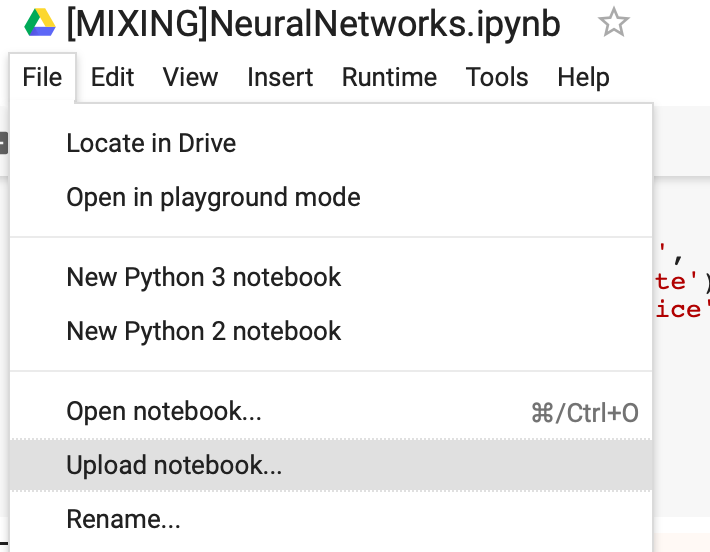 [MIXING]NeuralNetworks.ipynb
File Edit View Insert Runtime Tools Help
Locate in Drive
Open in playground mode
',
te')
ice'
New Python 3 notebook
New Python 2 notebook
Open notebook... ⌘/Ctrl+O
Upload notebook...
Rename...